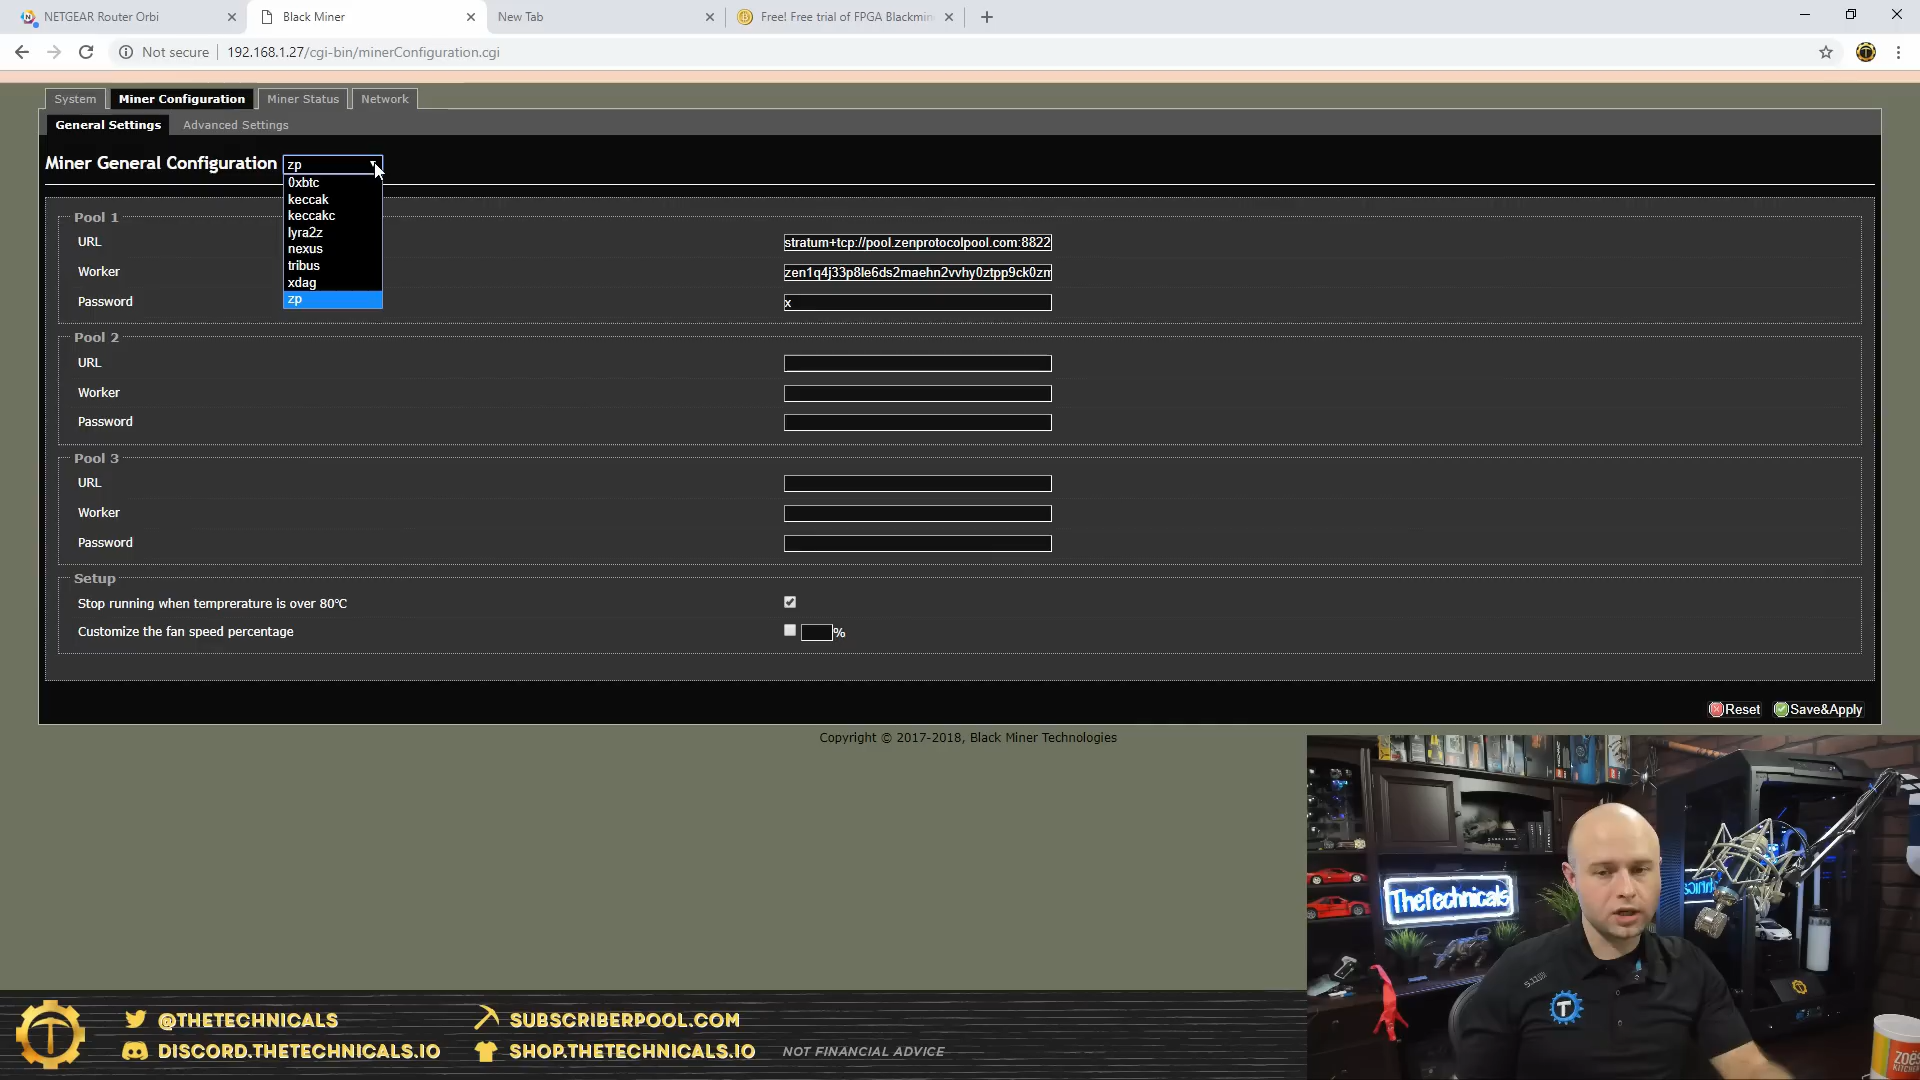 NETGEAR Router Orbi
Black Miner
New Tab
Free! Free trial of FPGA Blackmin
Not secure
192.168.1.27/cgi-bin/minerConfiguration.cgi
System
Miner Configuration
Miner Status
Network
General Settings
Advanced Settings
Miner General Configuration
zp
0xbtc
keccak
keccakc
lyra2z
nexus
tribus
xdag
zp
Pool 1
URL
stratum+tcp://pool.zenprotocolpool.com:8822
Worker
zen1q4j33p8le6ds2maehn2vvhy0ztpp9ck0zm
Password
x
Pool 2
URL
Worker
Password
Pool 3
URL
Worker
Password
Setup
Stop running when temprerature is over 80°C
Customize the fan speed percentage
%
Reset
Save&Apply
Copyright © 2017-2018, Black Miner Technologies
TheTechnicals
5.11
T
ZOËS
KITCHEN
T
@THETECHNICALS
SUBSCRIBERPOOL.COM
DISCORD.THETECHNICALS.IO
SHOP.THETECHNICALS.IO
NOT FINANCIAL ADVICE